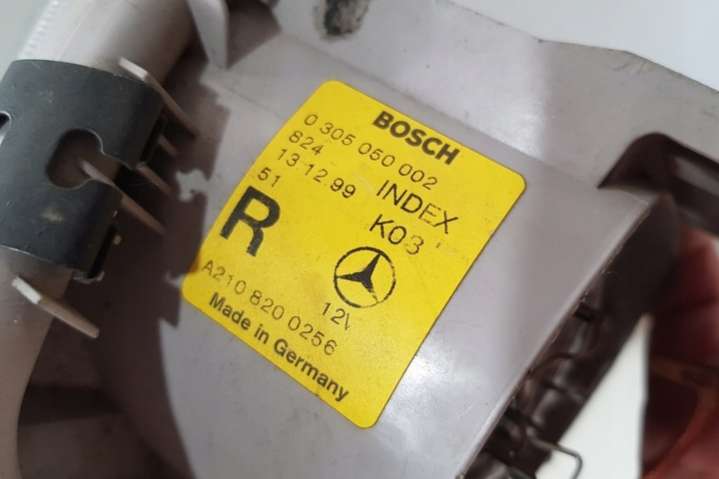 BOSCH
0 305 050 002
824 INDEX
13.12.99 K03
51
R
12V
A210 820 0256
Made in Germany